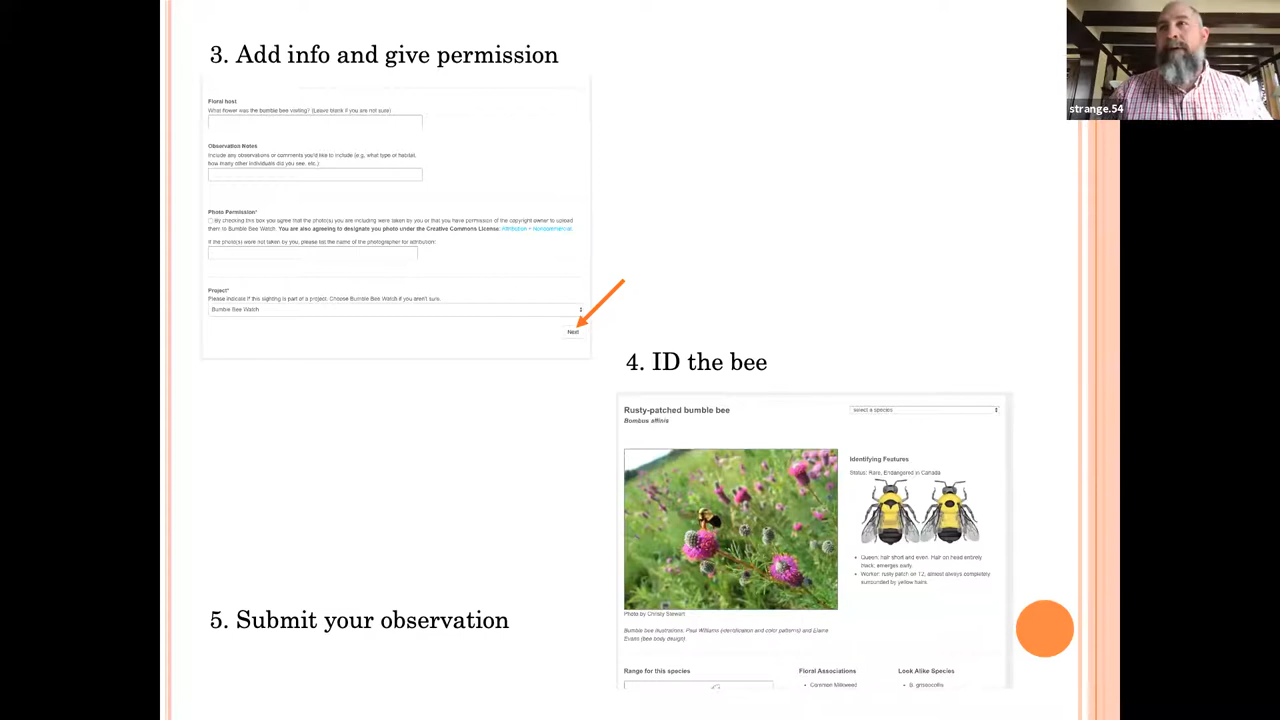 3. Add info and give permission
strange.54
Floral host
What flower was the bumble bee visiting? (Leave blank if you are not sure)
Observation Notes
Include any observations or comments you'd like to include (e.g. what type or habitat,
how many other individuals did you see, etc.)
Photo Permission*
By checking this box you agree that the photo(s) you are including were taken by you or that you have permission of the copyright owner to upload
them to Bumble Bee Watch. You are also agreeing to designate you photo under the Creative Commons License: Attribution + Noncommercial
If the photo(s) were not taken by you, please list the name of the photographer for attribution:
Project*
Please indicate if this sighting is part of a project. Choose Bumble Bee Watch if you aren't sure.
Bumble Bee Watch
Next
4. ID the bee
Rusty-patched bumble bee
Select a species
Bombus affinis
Identifying Features
Status: Rare, Endangered in Canada
• Queen: hair short and even. Hair on head entirely
black, emerges early.
• Worker: rusty patch on T2, almost always completely
surrounded by yellow hairs.
Photo by Christy Stewart
Bumble bee illustrations: Paul Williams (identification and color patterns) and Elaine
Evans (bee body design)
Range for this species
Floral Associations
• Common Milkweed
Look Alike Species
• B. griseocollis
5. Submit your observation